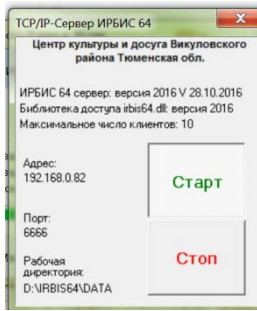 TCP/IP-Сервер ИРБИС 64
Центр культуры и досуга Викуловского
района Тюменская обл.
ИРБИС 64 сервер: версия 2016 V 28.10.2016
Библиотека доступа irbis64.dll: версия 2016
Максимальное число клиентов: 10
Адрес:
192.168.0.82
Старт
Порт:
6666
Рабочая
директория:
D:\IRBIS64\DATA
Стоп